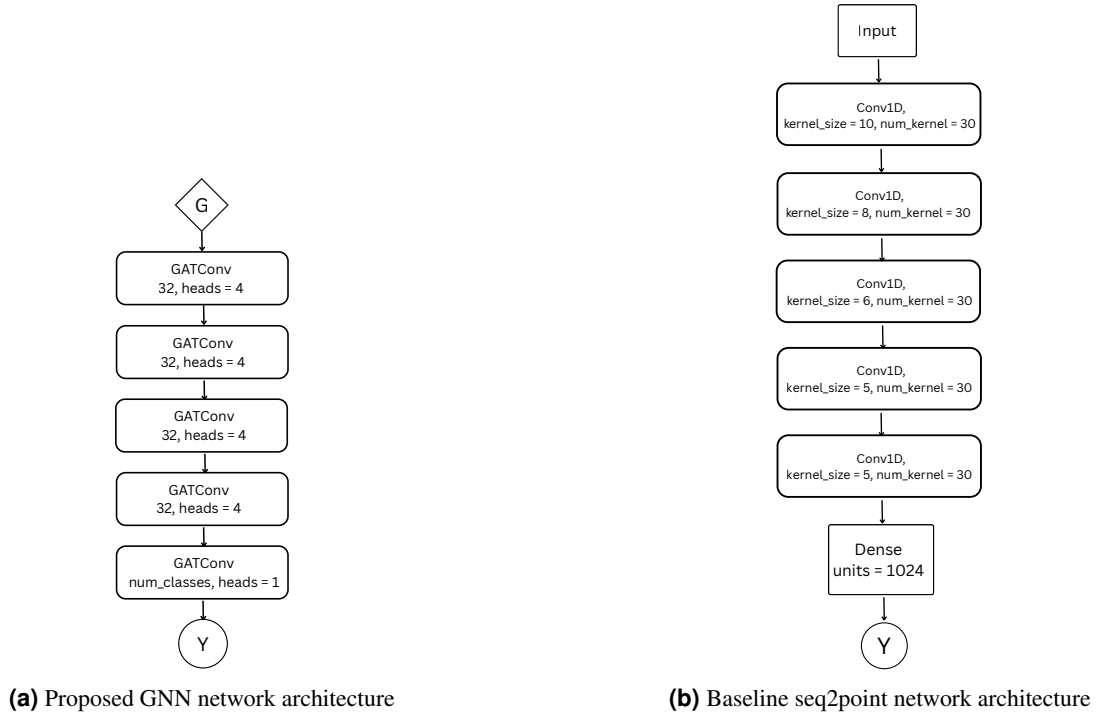 G
GATConv
32, heads = 4
GATConv
32, heads = 4
GATConv
32, heads = 4
GATConv
32, heads = 4
GATConv
num_classes, heads = 1
Y
(a) Proposed GNN network architecture
Input
Conv1D,
kernel_size = 10, num_kernel = 30
Conv1D,
kernel_size = 8, num_kernel = 30
Conv1D,
kernel_size = 6, num_kernel = 30
Conv1D,
kernel_size = 5, num_kernel = 30
Conv1D,
kernel_size = 5, num_kernel = 30
Dense
units = 1024
Y
(b) Baseline seq2point network architecture